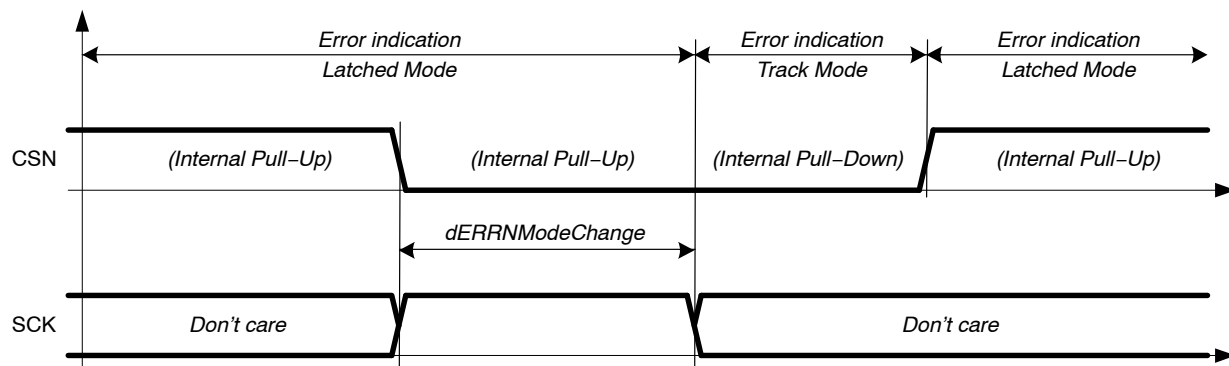 Error indication
Latched Mode
Error indication
Track Mode
Error indication
Latched Mode
CSN
(Internal Pull−Up)
(Internal Pull−Up)
(Internal Pull−Down)
(Internal Pull−Up)
dERRNModeChange
SCK
Don't care
Don't care